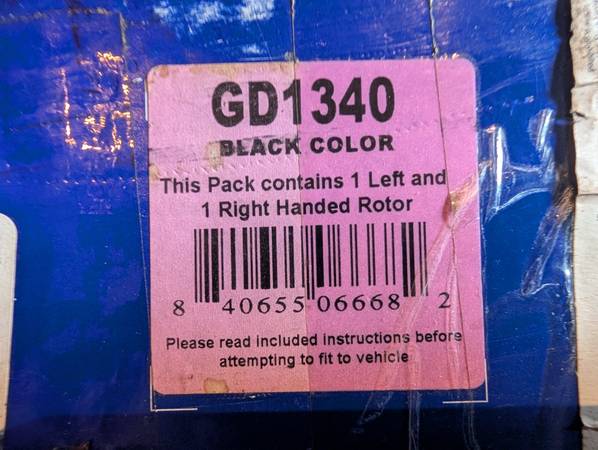 GD1340
BLACK COLOR
This Pack contains 1 Left and
1 Right Handed Rotor
8 40655 06668 2
Please read included instructions before
attempting to fit to vehicle